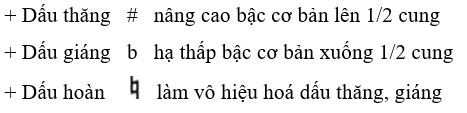 + Dấu thăng # nâng cao bậc cơ bản lên 1/2 cung
+ Dấu giáng b hạ thấp bậc cơ bản xuống 1/2 cung
+ Dấu hoàn ♮ làm vô hiệu hoá dấu thăng, giáng